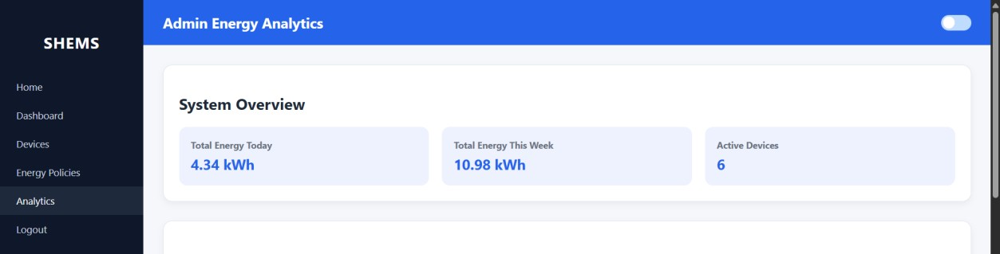 SHEMS
Home
Dashboard
Devices
Energy Policies
Analytics
Logout
Admin Energy Analytics
System Overview
Total Energy Today
4.34 kWh
Total Energy This Week
10.98 kWh
Active Devices
6